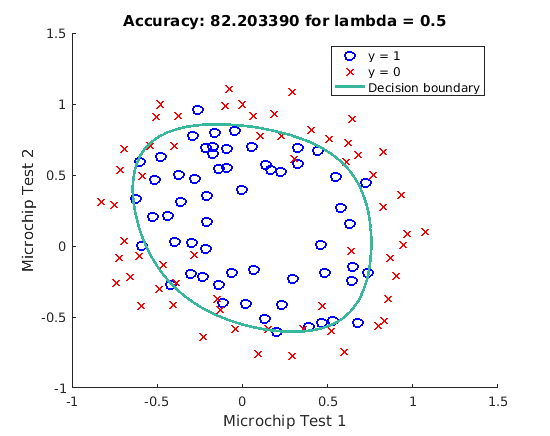 Accuracy: 82.203390 for lambda = 0.5
1.5
y = 1
y = 0
Decision boundary
1
0.5
0
-0.5
-1
Microchip Test 2
-1
-0.5
0
0.5
1
1.5
Microchip Test 1